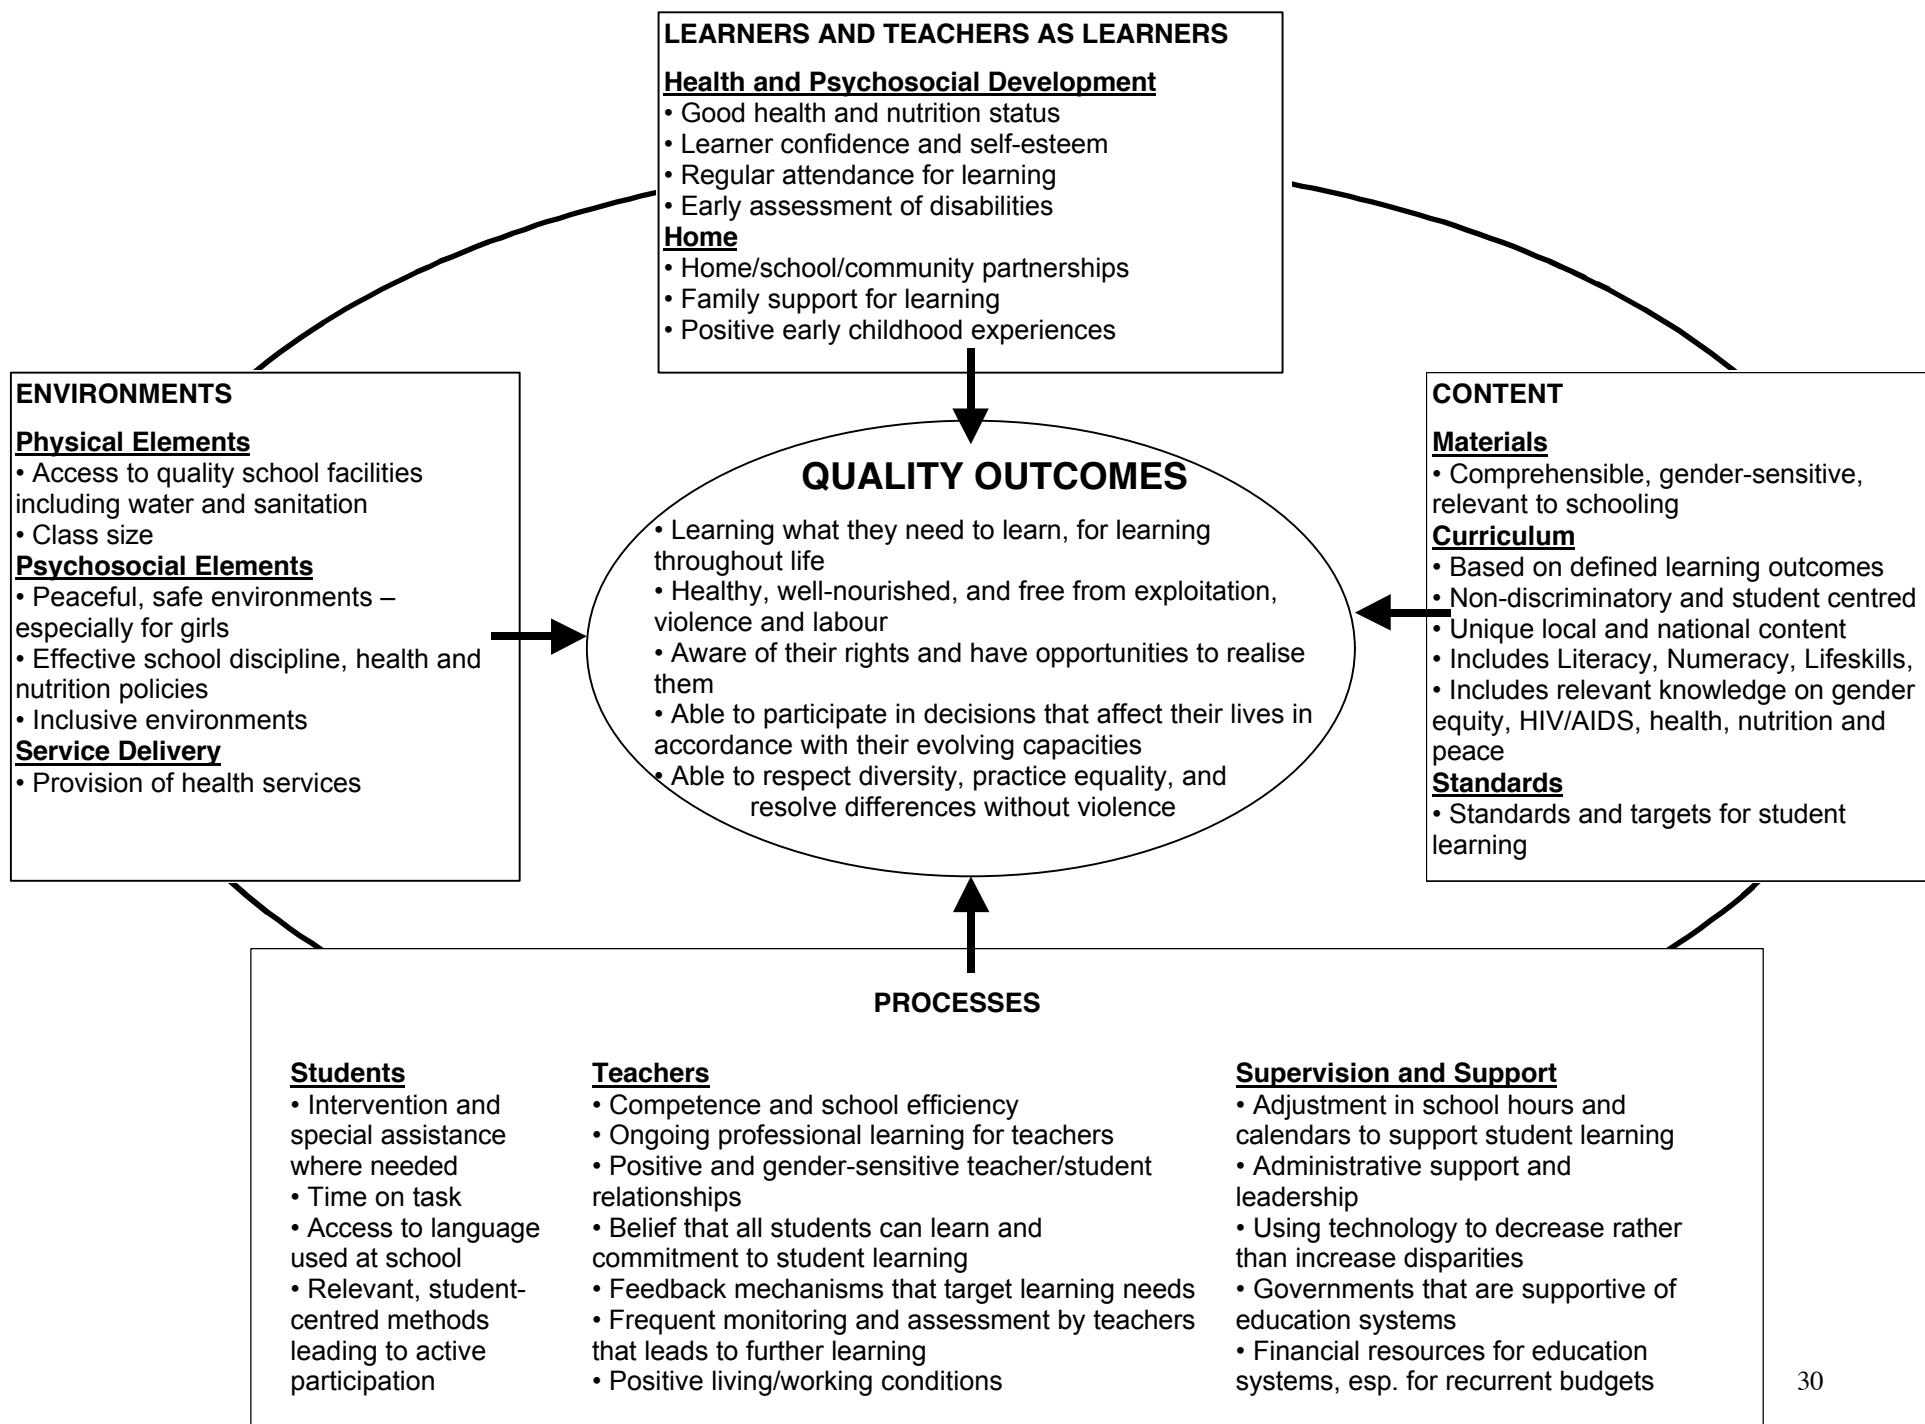 LEARNERS AND TEACHERS AS LEARNERS
Health and Psychosocial Development
• Good health and nutrition status
• Learner confidence and self-esteem
• Regular attendance for learning
• Early assessment of disabilities
Home
• Home/school/community partnerships
• Family support for learning
• Positive early childhood experiences
ENVIRONMENTS
Physical Elements
• Access to quality school facilities
including water and sanitation
• Class size
Psychosocial Elements
• Peaceful, safe environments –
especially for girls
• Effective school discipline, health and
nutrition policies
• Inclusive environments
Service Delivery
• Provision of health services
QUALITY OUTCOMES
• Learning what they need to learn, for learning
throughout life
• Healthy, well-nourished, and free from exploitation,
violence and labour
• Aware of their rights and have opportunities to realise
them
• Able to participate in decisions that affect their lives in
accordance with their evolving capacities
• Able to respect diversity, practice equality, and
resolve differences without violence
CONTENT
Materials
• Comprehensible, gender-sensitive,
relevant to schooling
Curriculum
• Based on defined learning outcomes
• Non-discriminatory and student centred
• Unique local and national content
• Includes Literacy, Numeracy, Lifeskills,
• Includes relevant knowledge on gender
equity, HIV/AIDS, health, nutrition and
peace
Standards
• Standards and targets for student
learning
PROCESSES
Students
• Intervention and
special assistance
where needed
• Time on task
• Access to language
used at school
• Relevant, student-
centred methods
leading to active
participation
Teachers
• Competence and school efficiency
• Ongoing professional learning for teachers
• Positive and gender-sensitive teacher/student
relationships
• Belief that all students can learn and
commitment to student learning
• Feedback mechanisms that target learning needs
• Frequent monitoring and assessment by teachers
that leads to further learning
• Positive living/working conditions
Supervision and Support
• Adjustment in school hours and
calendars to support student learning
• Administrative support and
leadership
• Using technology to decrease rather
than increase disparities
• Governments that are supportive of
education systems
• Financial resources for education
systems, esp. for recurrent budgets
30